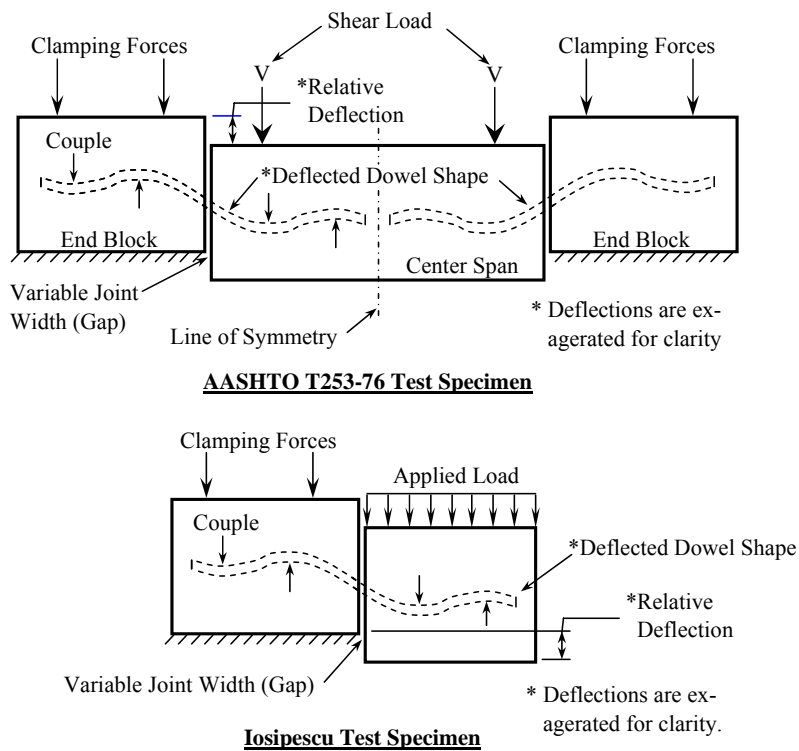 Shear Load
Clamping Forces
Clamping Forces
V
V
*Relative
Deflection
Couple
*Deflected Dowel Shape
End Block
End Block
Center Span
Variable Joint
Width (Gap)
Line of Symmetry
* Deflections are ex-
agerated for clarity
AASHTO T253-76 Test Specimen
Clamping Forces
Applied Load
Couple
*Deflected Dowel Shape
*Relative
Deflection
Variable Joint Width (Gap)
* Deflections are ex-
agerated for clarity.
Iosipescu Test Specimen